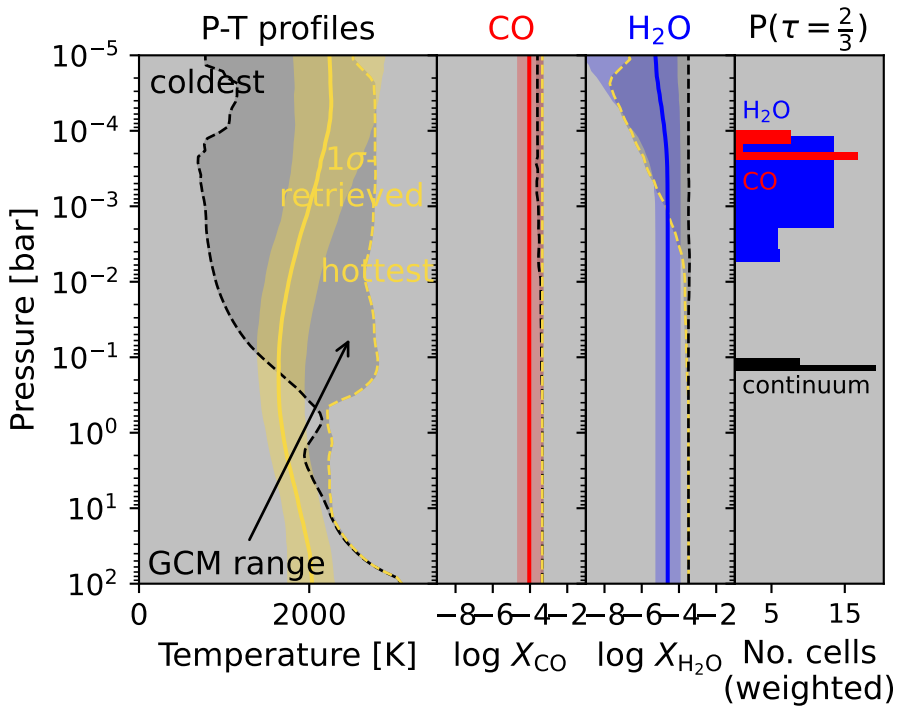 P-T profiles
CO
H₂O
P(τ = 2/3)
10⁻⁵
10⁻⁴
10⁻³
10⁻²
10⁻¹
10⁰
10¹
10²
Pressure [bar]
coldest
1σ-
retrieved
hottest
GCM range
H₂O
CO
continuum
0
2000
−8
−6
−4
−2
−8
−6
−4
−2
5
15
Temperature [K]
log X_CO
log X_H₂O
No. cells
(weighted)